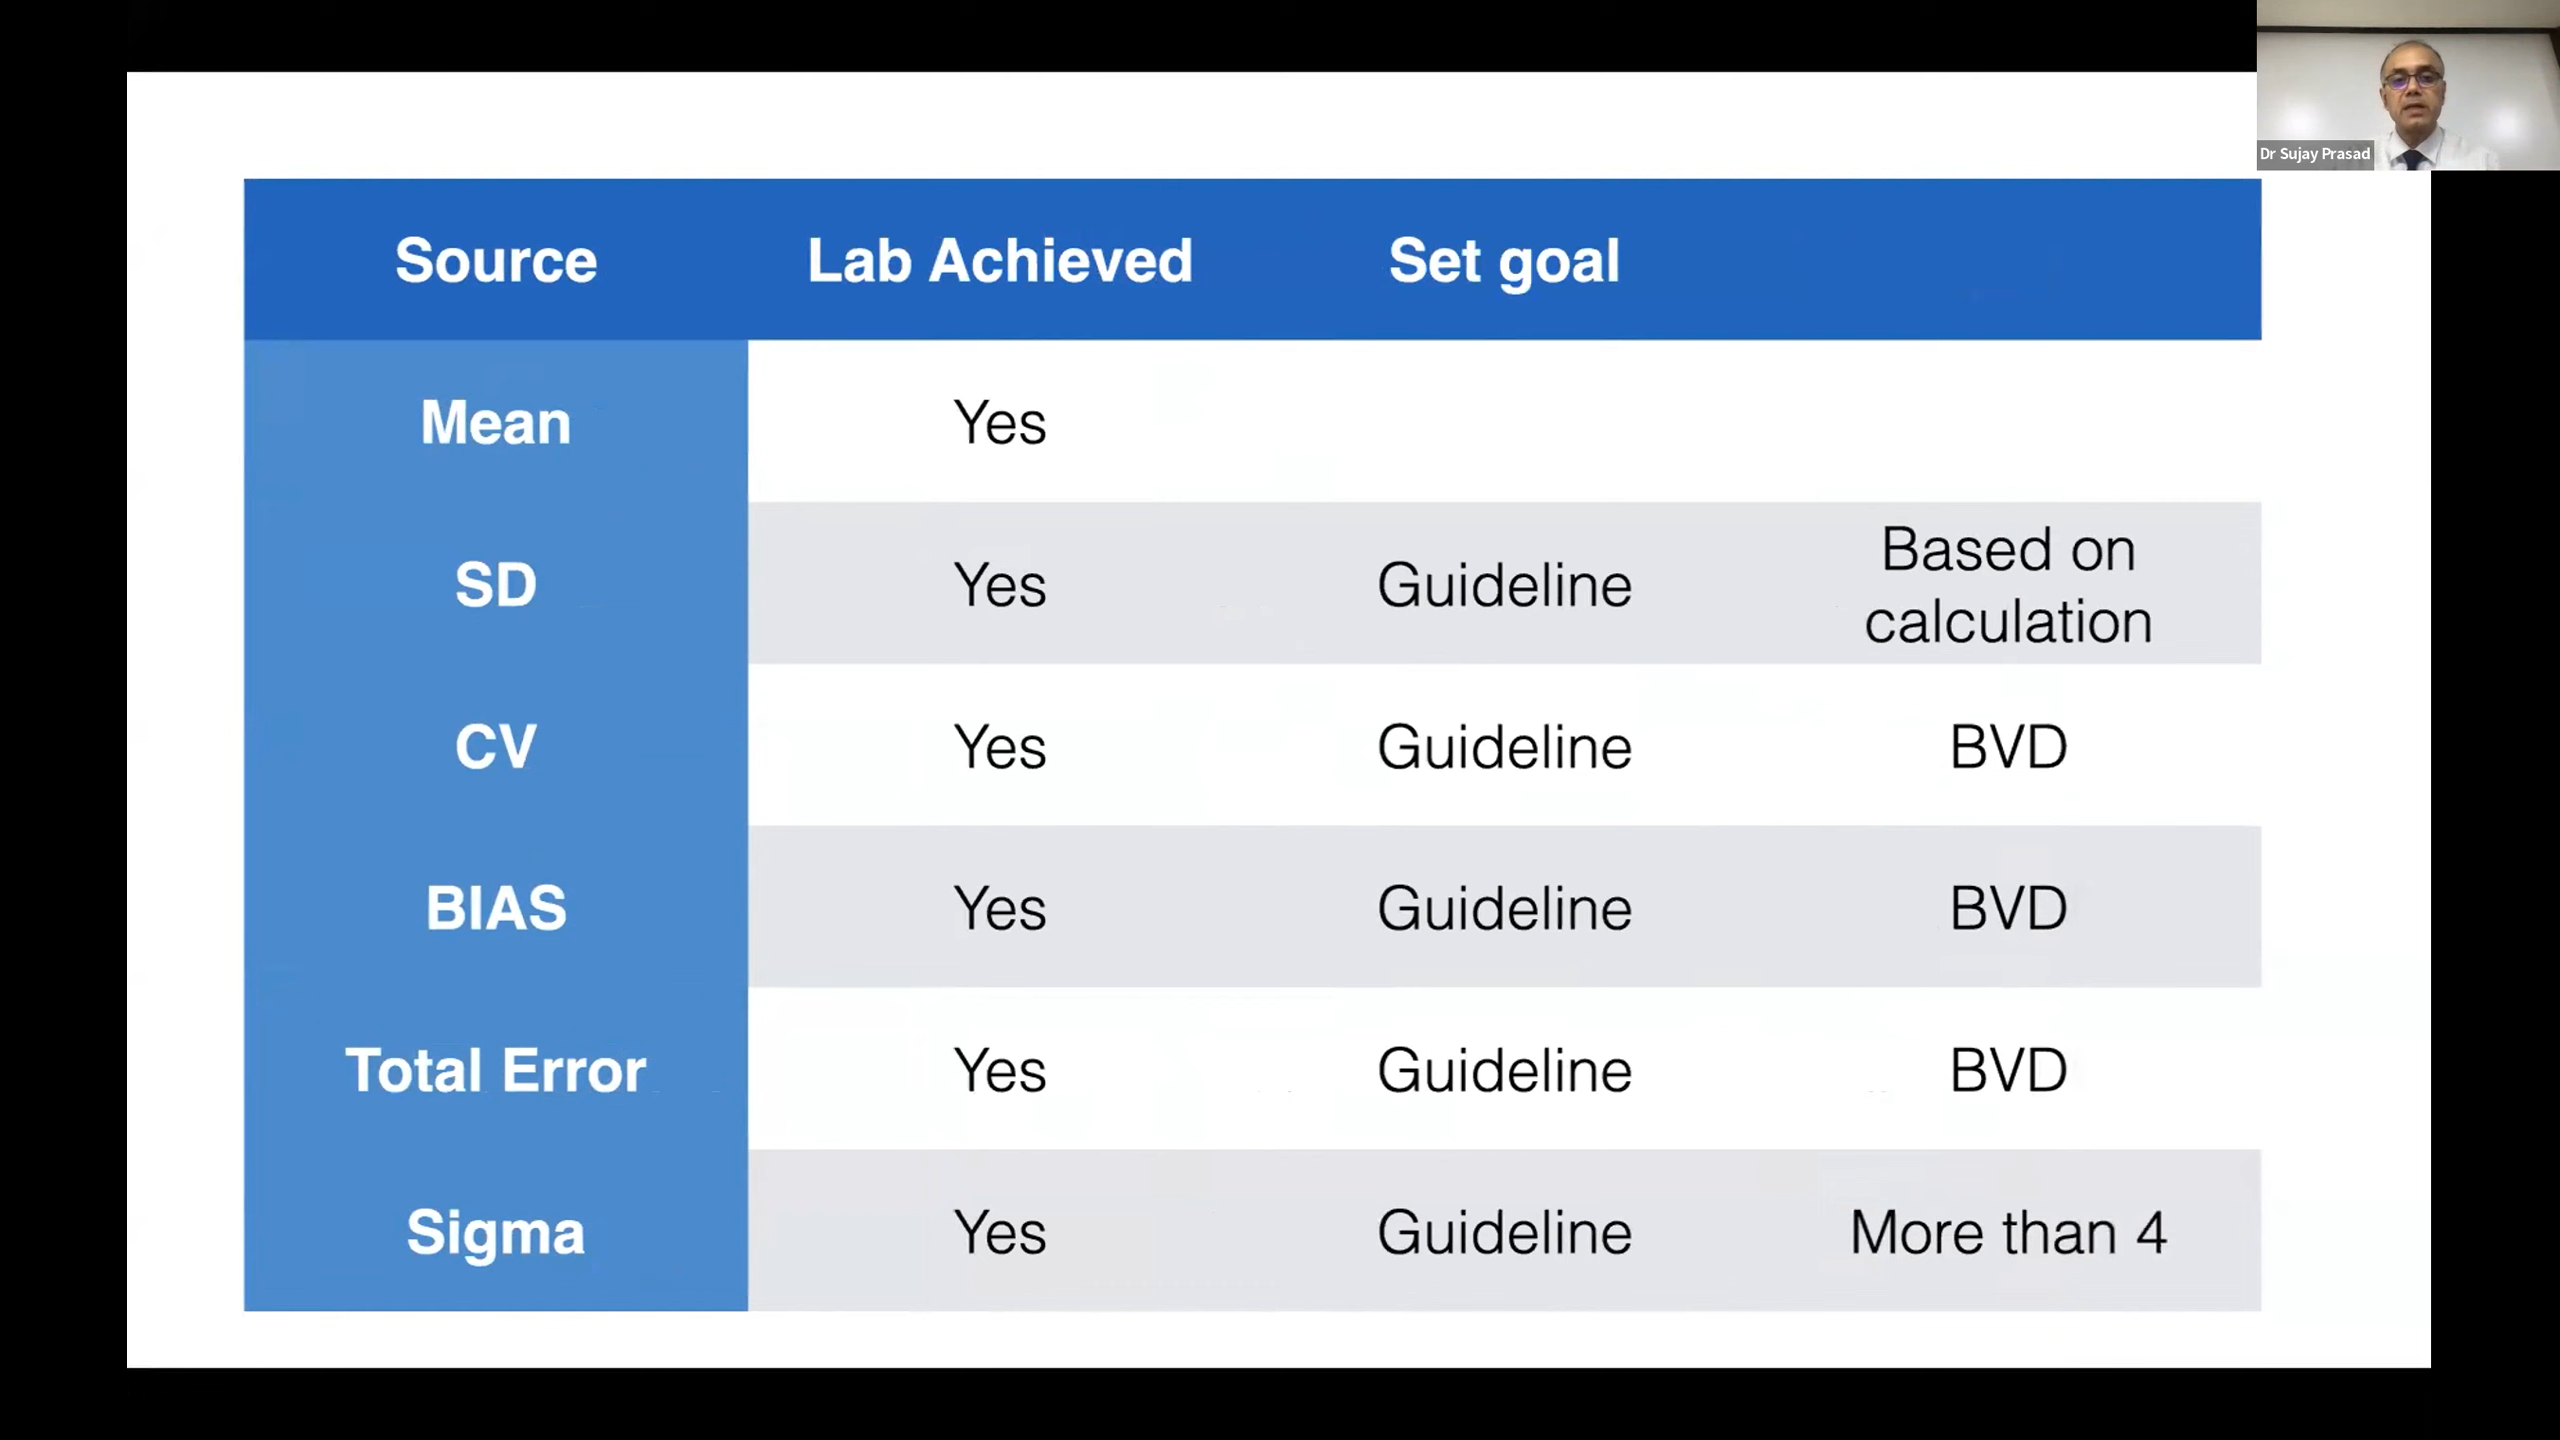 Dr Sujay Prasad
Source Lab Achieved Set goal
Mean Yes
SD Yes Guideline Based on
calculation
CV Yes Guideline BVD
BIAS Yes Guideline BVD
Total Error Yes Guideline BVD
Sigma Yes Guideline More than 4